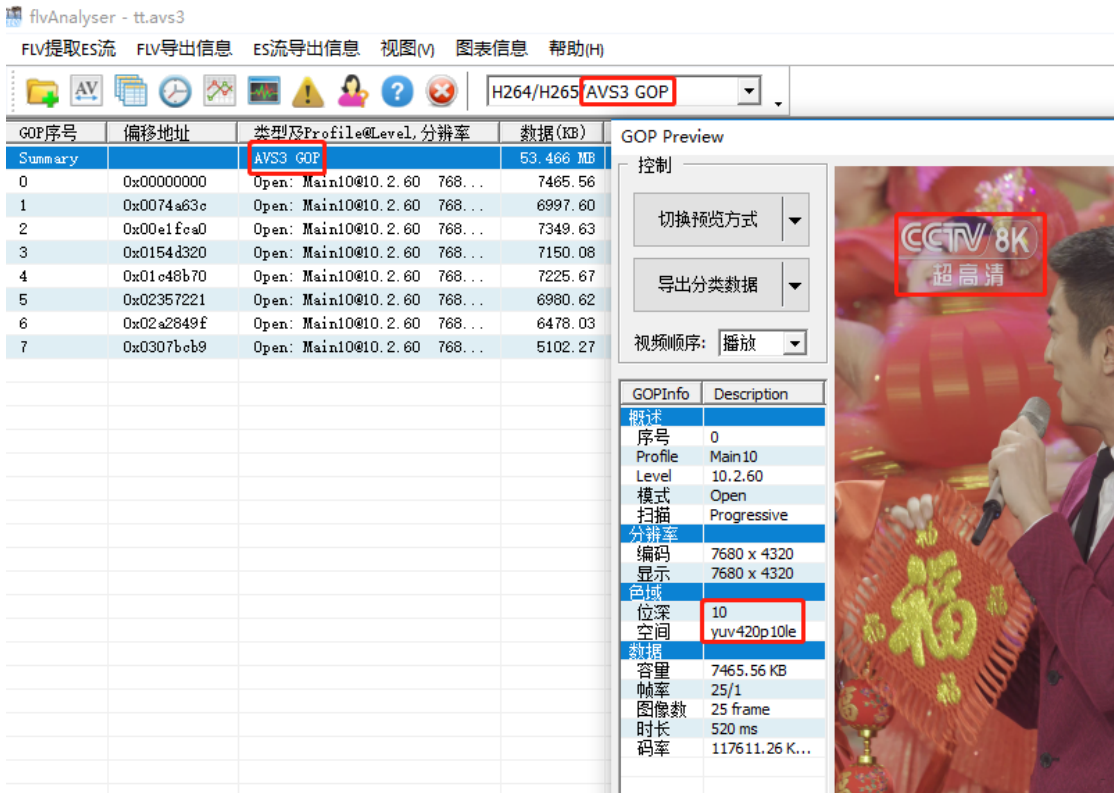 flvAnalyser - tt.avs3
FLV提取ES流 FLV导出信息 ES流导出信息 视图(V) 图表信息 帮助(H)
AV
H264/H265/AVS3 GOP
GOP序号 偏移地址 类型及Profile@Level,分辨率 数据(KB)
Summary AVS3 GOP 53.466 MB
0 0x00000000 Open: Main10@10.2.60 768... 7465.56
1 0x0074a63c Open: Main10@10.2.60 768... 6997.60
2 0x00e1fca0 Open: Main10@10.2.60 768... 7349.63
3 0x0154d320 Open: Main10@10.2.60 768... 7150.08
4 0x01c48b70 Open: Main10@10.2.60 768... 7225.67
5 0x02357221 Open: Main10@10.2.60 768... 6980.62
6 0x02a2849f Open: Main10@10.2.60 768... 6478.03
7 0x0307bcb9 Open: Main10@10.2.60 768... 5102.27
GOP Preview
控制
切换预览方式
导出分类数据
视频顺序: 播放
GOPInfo Description
概述
序号 0
Profile Main10
Level 10.2.60
模式 Open
扫描 Progressive
分辨率
编码 7680 x 4320
显示 7680 x 4320
色域
位深 10
空间 yuv420p10le
数据
容量 7465.56 KB
帧率 25/1
图像数 25 frame
时长 520 ms
码率 117611.26 K...
CCTV 8K
超高清
福
福
福
福
福